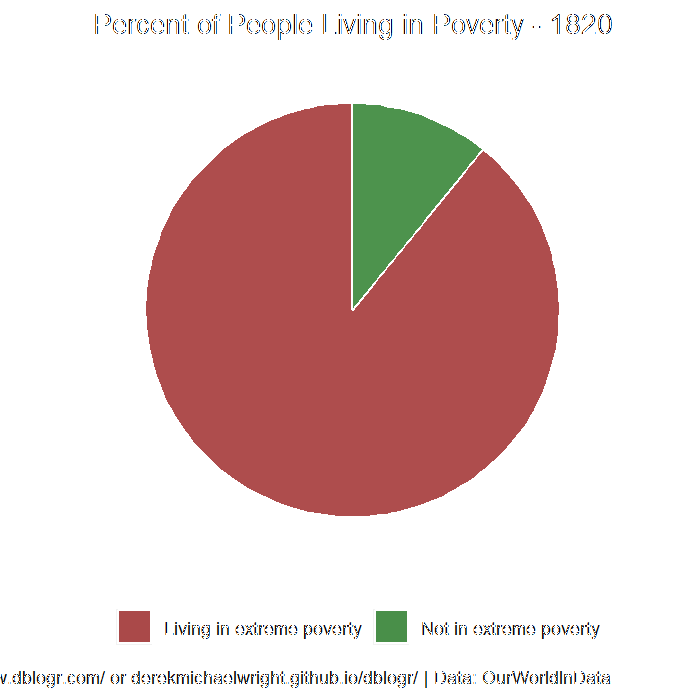 Percent of People Living in Poverty - 1820
Living in extreme poverty
Not in extreme poverty
w.dblogr.com/ or derekmichaelwright.github.io/dblogr/ | Data: OurWorldInData